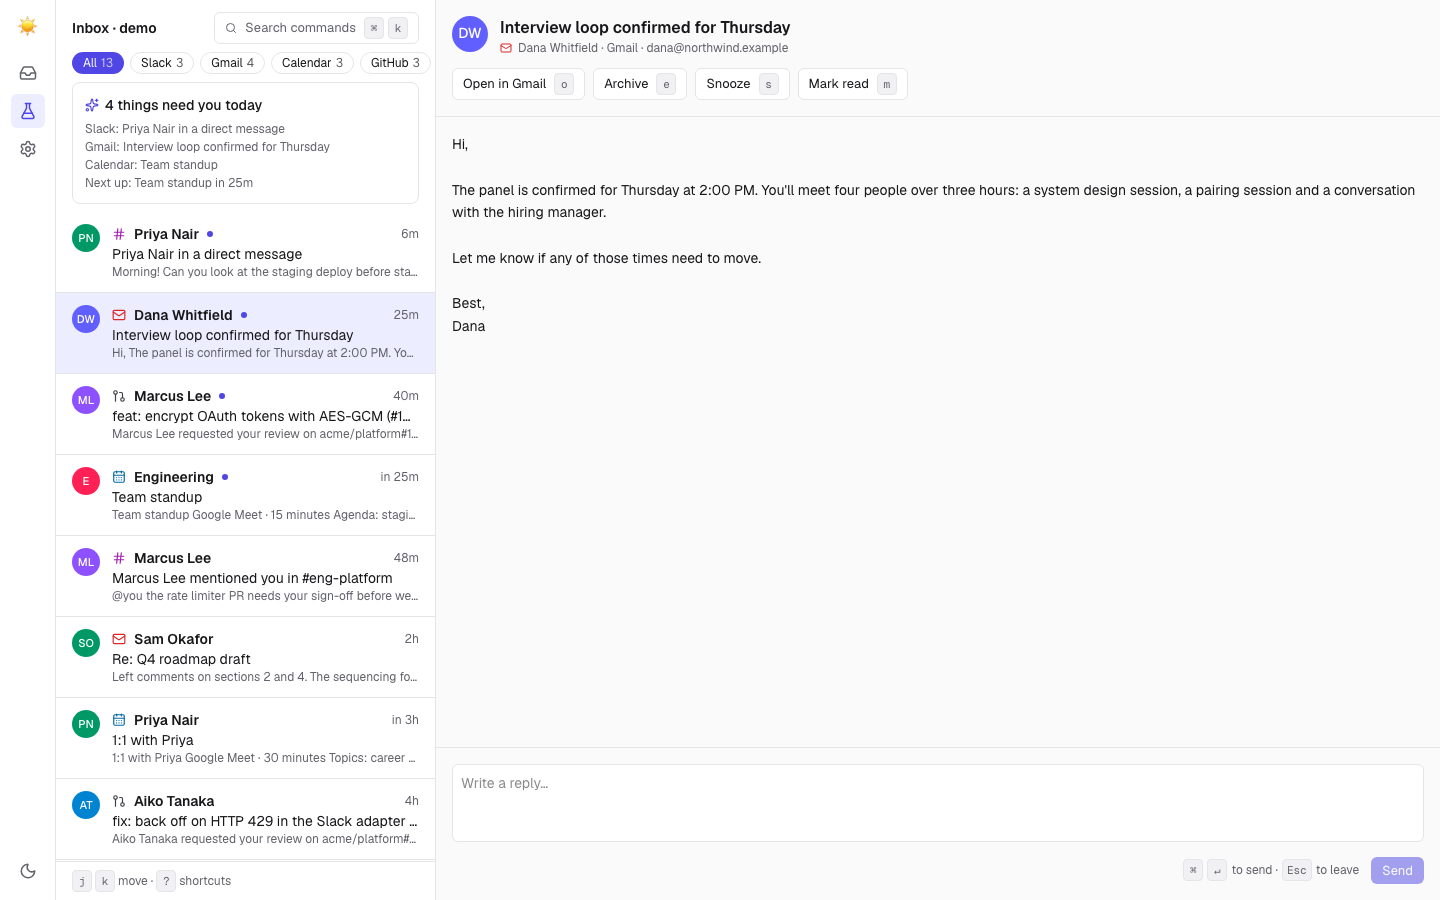 Inbox · demo
Search commands ⌘ k
All 13 Slack 3 Gmail 4 Calendar 3 GitHub 3
4 things need you today
Slack: Priya Nair in a direct message
Gmail: Interview loop confirmed for Thursday
Calendar: Team standup
Next up: Team standup in 25m
PN Priya Nair 6m
Priya Nair in a direct message
Morning! Can you look at the staging deploy before sta…
DW Dana Whitfield 25m
Interview loop confirmed for Thursday
Hi, The panel is confirmed for Thursday at 2:00 PM. Yo…
ML Marcus Lee 40m
feat: encrypt OAuth tokens with AES-GCM (#1…
Marcus Lee requested your review on acme/platform#1…
E Engineering in 25m
Team standup
Team standup Google Meet · 15 minutes Agenda: stagi…
ML Marcus Lee 48m
Marcus Lee mentioned you in #eng-platform
@you the rate limiter PR needs your sign-off before we…
SO Sam Okafor 2h
Re: Q4 roadmap draft
Left comments on sections 2 and 4. The sequencing fo…
PN Priya Nair in 3h
1:1 with Priya
1:1 with Priya Google Meet · 30 minutes Topics: career …
AT Aiko Tanaka 4h
fix: back off on HTTP 429 in the Slack adapter …
Aiko Tanaka requested your review on acme/platform#…
j k move · ? shortcuts
DW Interview loop confirmed for Thursday
Dana Whitfield · Gmail · dana@northwind.example
Open in Gmail o Archive e Snooze s Mark read m
Hi,
The panel is confirmed for Thursday at 2:00 PM. You'll meet four people over three hours: a system design session, a pairing session and a conversation
with the hiring manager.
Let me know if any of those times need to move.
Best,
Dana
Write a reply…
⌘ ↵ to send · Esc to leave Send